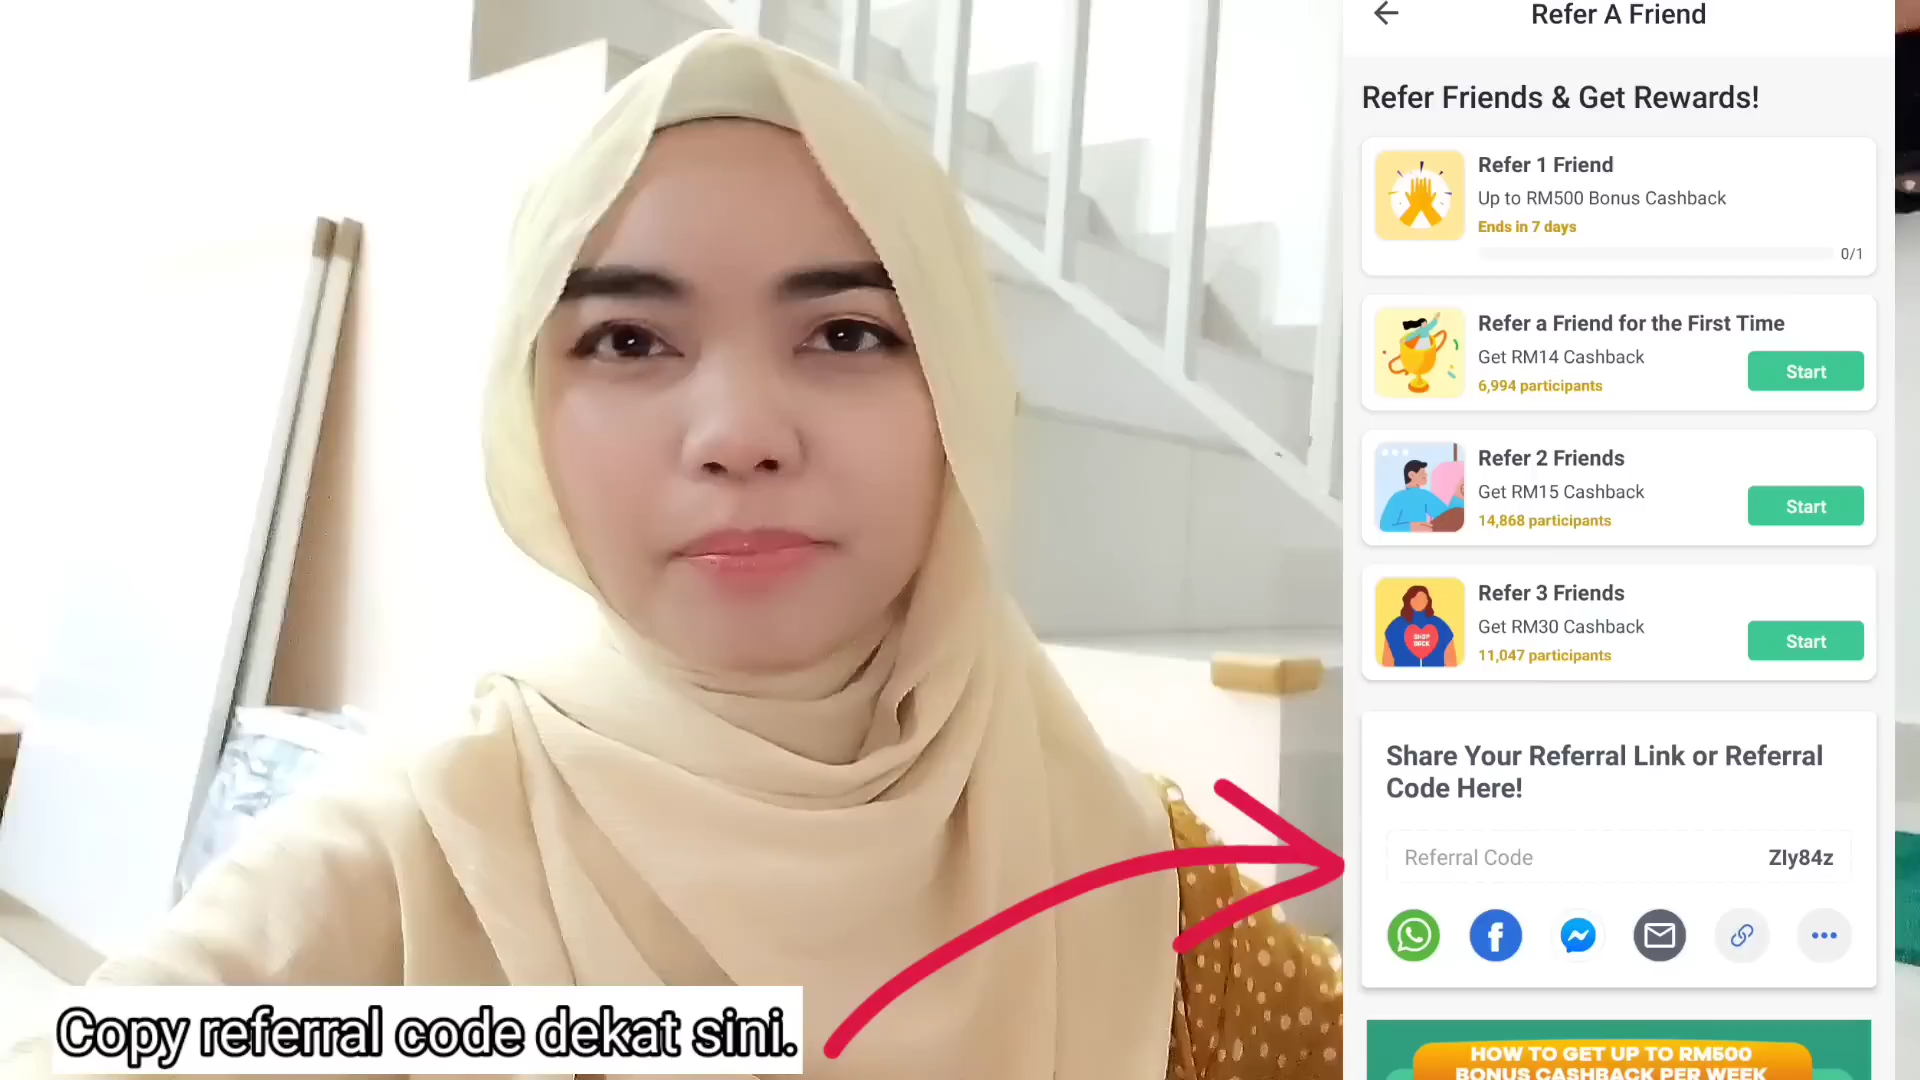 Refer A Friend
Refer Friends & Get Rewards!
Refer 1 Friend
Up to RM500 Bonus Cashback
Ends in 7 days
0/1
Refer a Friend for the First Time
Get RM14 Cashback
6,994 participants
Start
Refer 2 Friends
Get RM15 Cashback
14,868 participants
Start
SHOP
BACK
Refer 3 Friends
Get RM30 Cashback
11,047 participants
Start
Share Your Referral Link or Referral
Code Here!
Referral Code
ZIy84z
Copy referral code dekat sini.
HOW TO GET UP TO RM500
BONUS CASHBACK PER WEEK